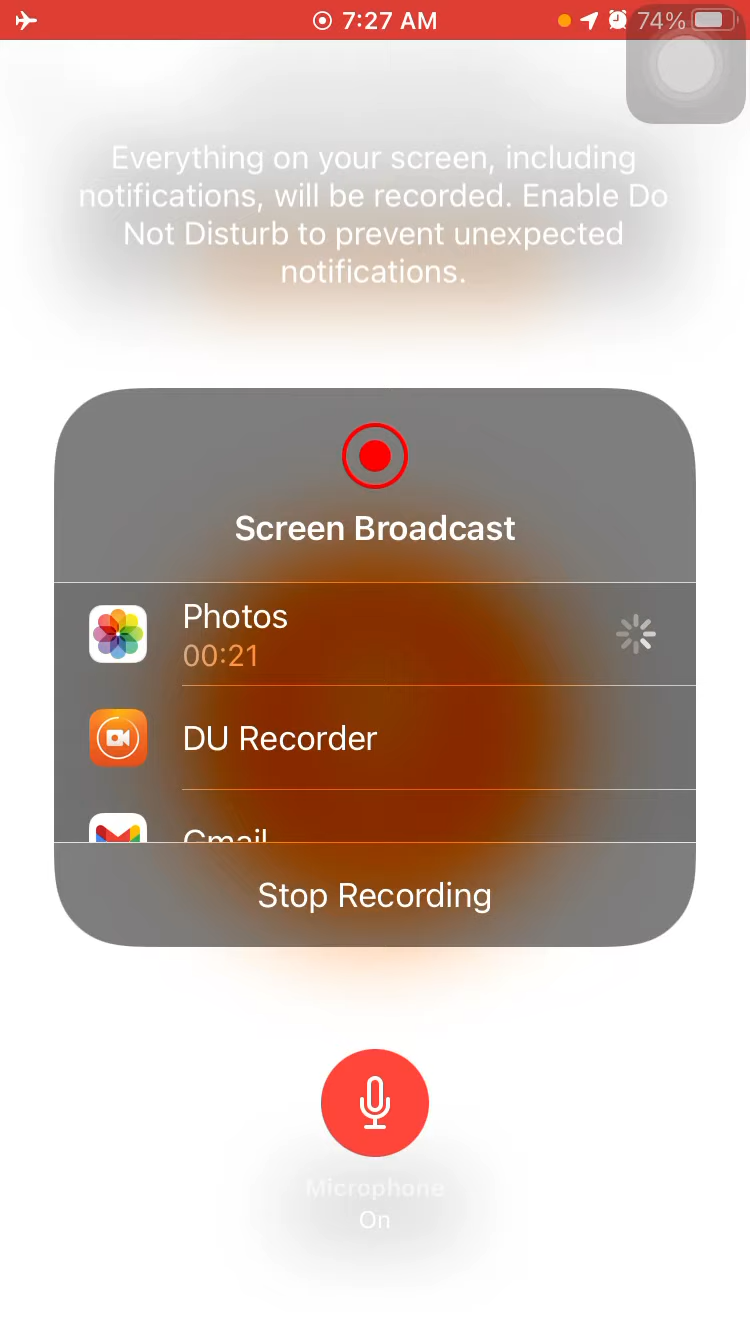 7:27 AM
74%
Everything on your screen, including
notifications, will be recorded. Enable Do
Not Disturb to prevent unexpected
notifications.
Screen Broadcast
Photos
00:21
DU Recorder
Gmail
Stop Recording
Microphone
On